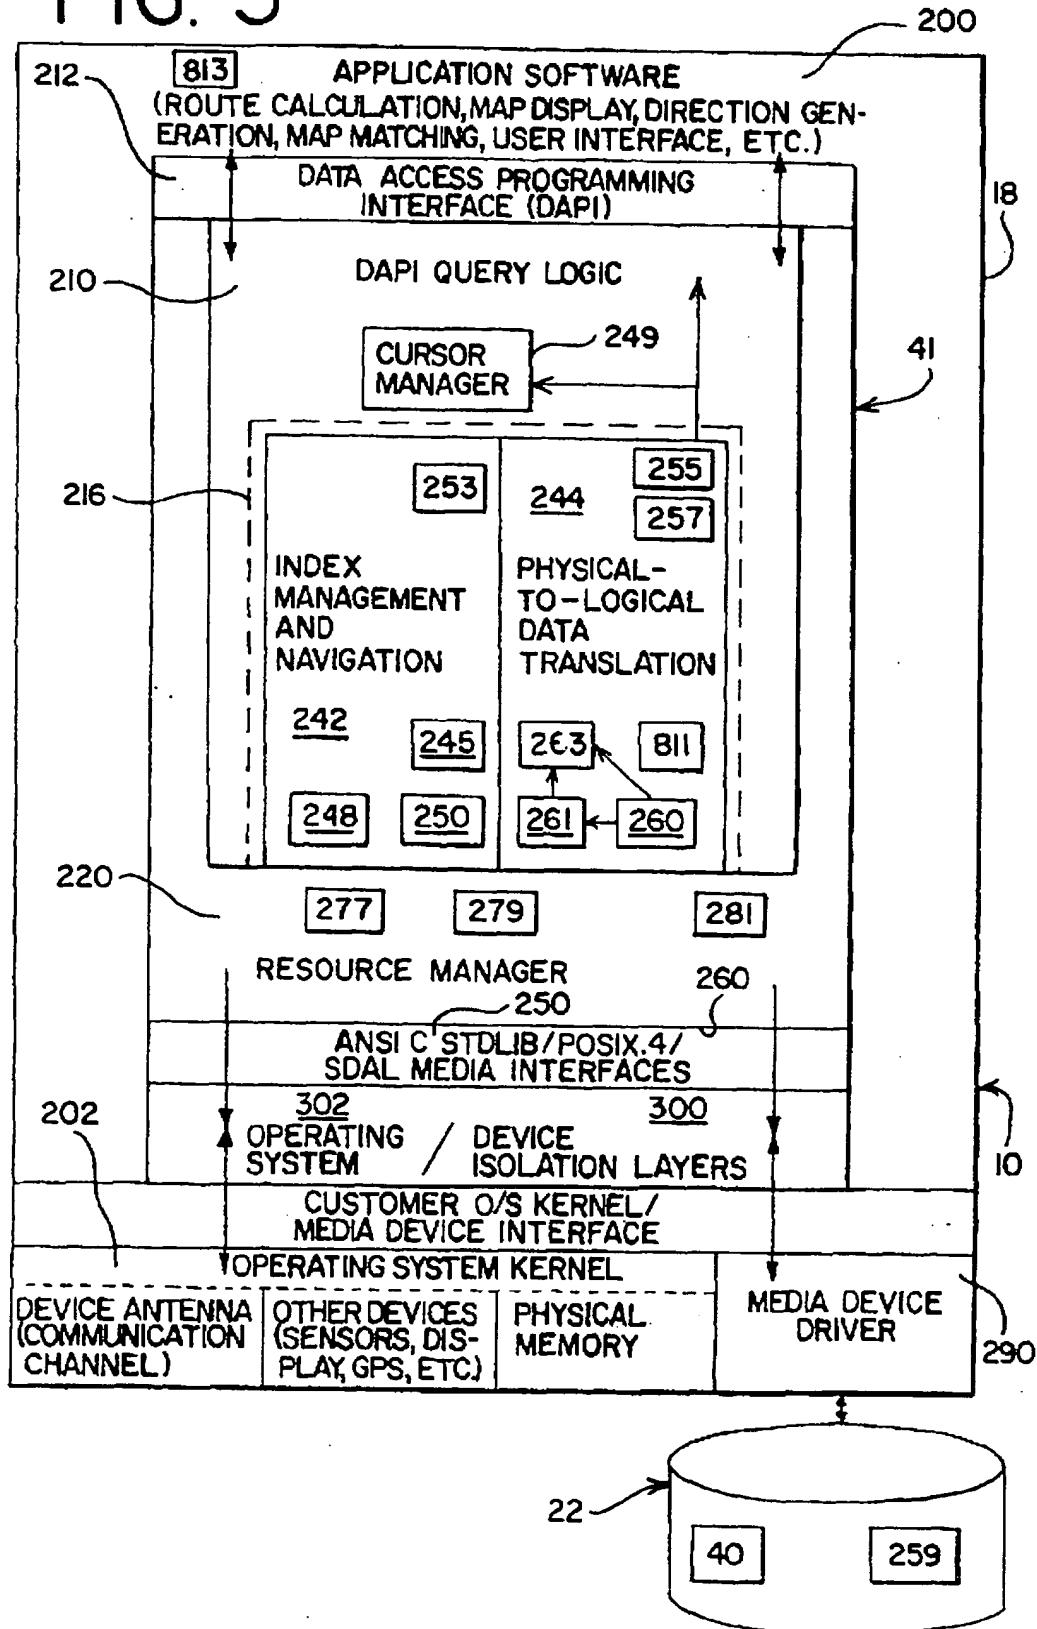 FIG. 5
200
212
813
APPLICATION SOFTWARE
(ROUTE CALCULATION, MAP DISPLAY, DIRECTION GEN-
ERATION, MAP MATCHING, USER INTERFACE, ETC.)
DATA ACCESS PROGRAMMING
INTERFACE (DAPI)
18
210
DAPI QUERY LOGIC
CURSOR
MANAGER
249
41
216
253
244
255
257
INDEX
MANAGEMENT
AND
NAVIGATION
PHYSICAL-
TO-LOGICAL
DATA
TRANSLATION
242
245
263
811
248
250
261
260
220
277
279
281
RESOURCE MANAGER
250
260
ANSI C STDLIB/POSIX.4/
SDAL MEDIA INTERFACES
202
302
300
OPERATING
SYSTEM
/
DEVICE
ISOLATION LAYERS
10
CUSTOMER O/S KERNEL/
MEDIA DEVICE INTERFACE
OPERATING SYSTEM KERNEL
DEVICE ANTENNA
(COMMUNICATION
CHANNEL)
OTHER DEVICES
(SENSORS, DIS-
PLAY, GPS, ETC.)
PHYSICAL
MEMORY
MEDIA DEVICE
DRIVER
290
22
40
259